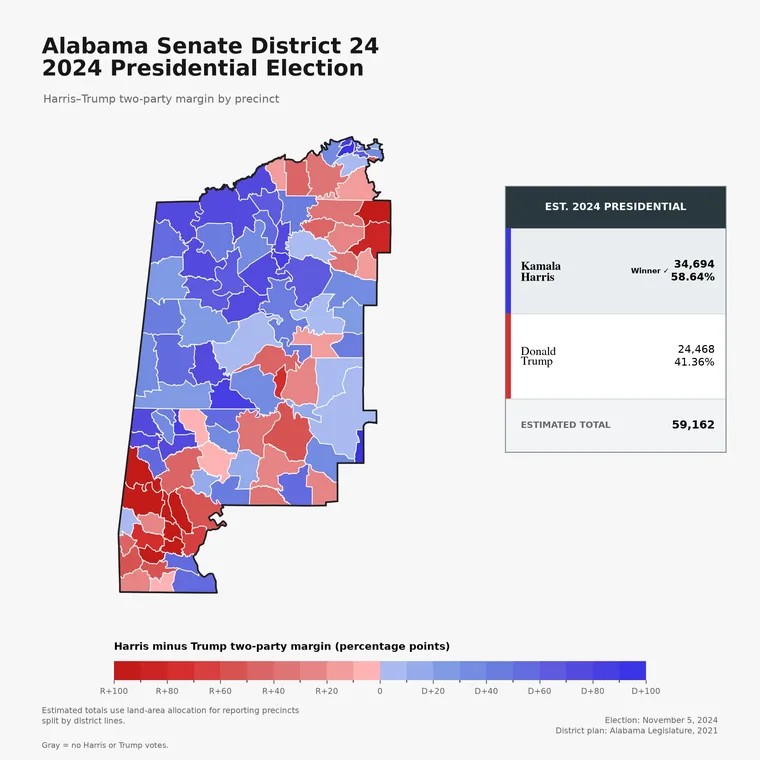 Alabama Senate District 24
2024 Presidential Election
Harris–Trump two-party margin by precinct
EST. 2024 PRESIDENTIAL
Kamala
Harris
Winner ✓
34,694
58.64%
Donald
Trump
24,468
41.36%
ESTIMATED TOTAL
59,162
Harris minus Trump two-party margin (percentage points)
R+100 R+80 R+60 R+40 R+20 0 D+20 D+40 D+60 D+80 D+100
Estimated totals use land-area allocation for reporting precincts
split by district lines.
Gray = no Harris or Trump votes.
Election: November 5, 2024
District plan: Alabama Legislature, 2021